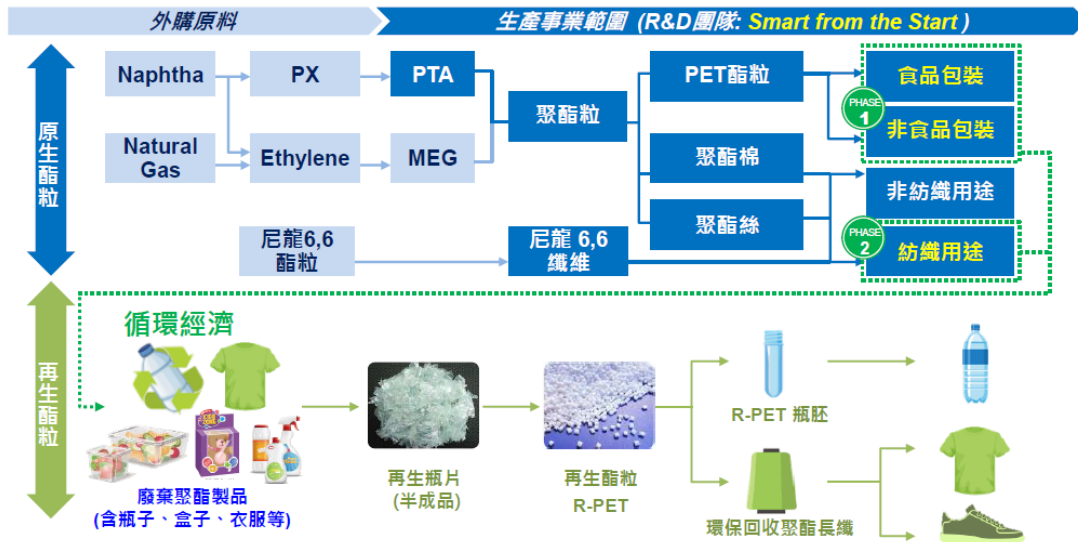 外購原料
生產事業範圍 (R&D團隊: Smart from the Start )
原生酯粒
Naphtha
PX
PTA
Natural
Gas
Ethylene
MEG
聚酯粒
PET酯粒
聚酯棉
聚酯絲
尼龍6,6
酯粒
尼龍 6,6
纖維
PHASE
1
食品包裝
非食品包裝
非紡織用途
PHASE
2
紡織用途
再生酯粒
循環經濟
廢棄聚酯製品
(含瓶子、盒子、衣服等)
再生瓶片
(半成品)
再生酯粒
R-PET
R-PET 瓶胚
環保回收聚酯長纖